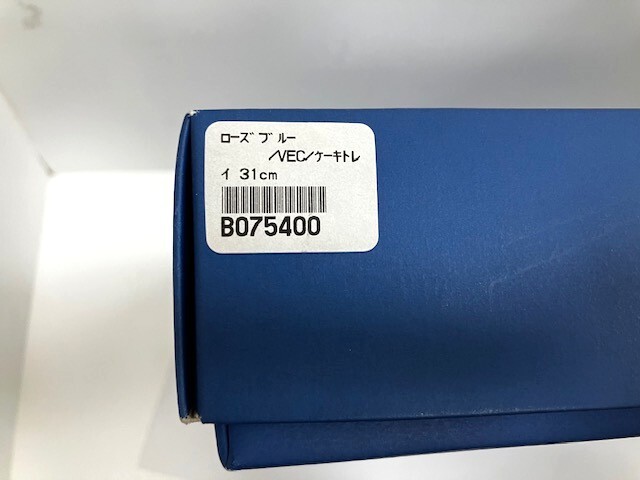 ﾛｰｽﾞﾌﾞﾙｰ
/VEC/ｹｰｷﾄﾚ
ｲ 31cm
B075400